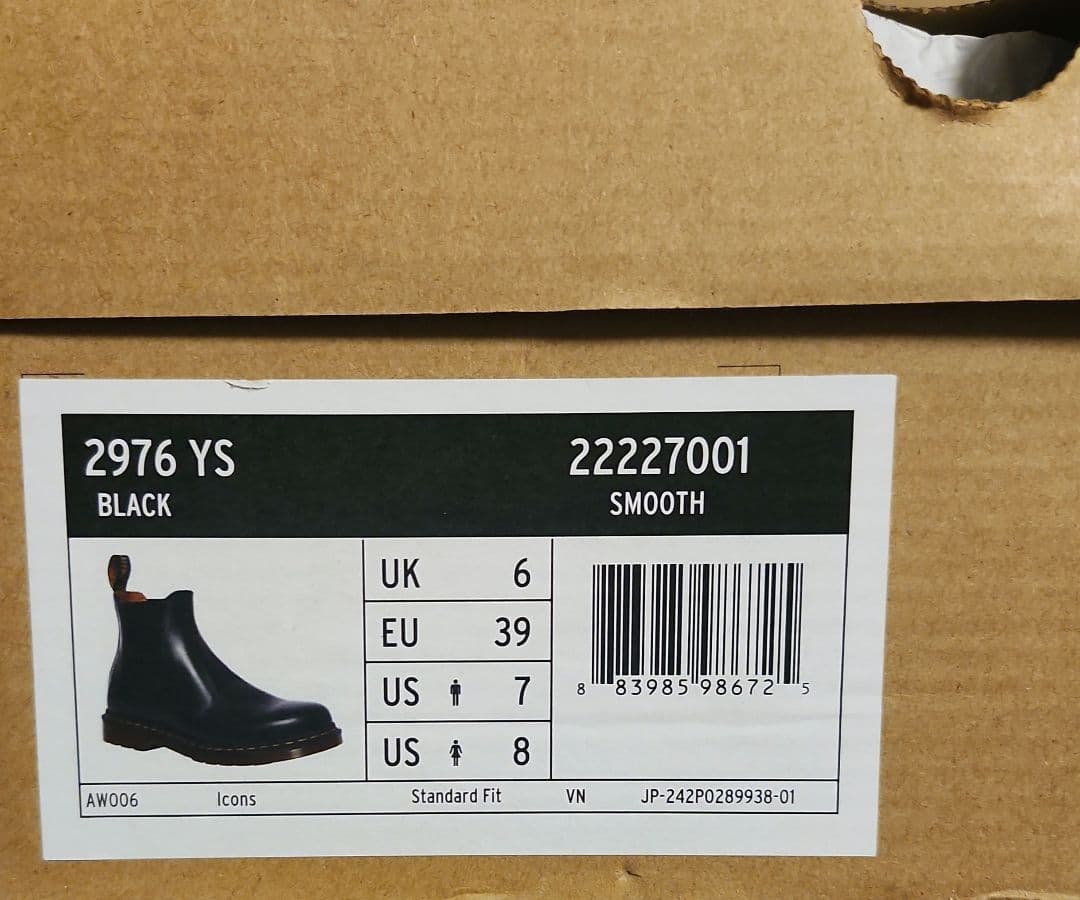 2976 YS
BLACK
22227001
SMOOTH
UK 6
EU 39
US 7
US 8
8 83985 98672 5
AW006 Icons Standard Fit VN JP-242P0289938-01